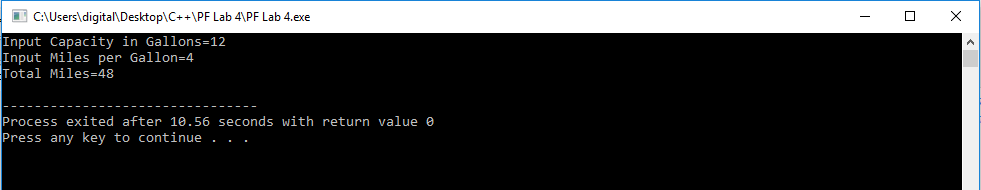 C:\Users\digital\Desktop\C++\PF Lab 4\PF Lab 4.exe
Input Capacity in Gallons=12
Input Miles per Gallon=4
Total Miles=48
--------------------------------
Process exited after 10.56 seconds with return value 0
Press any key to continue . . .